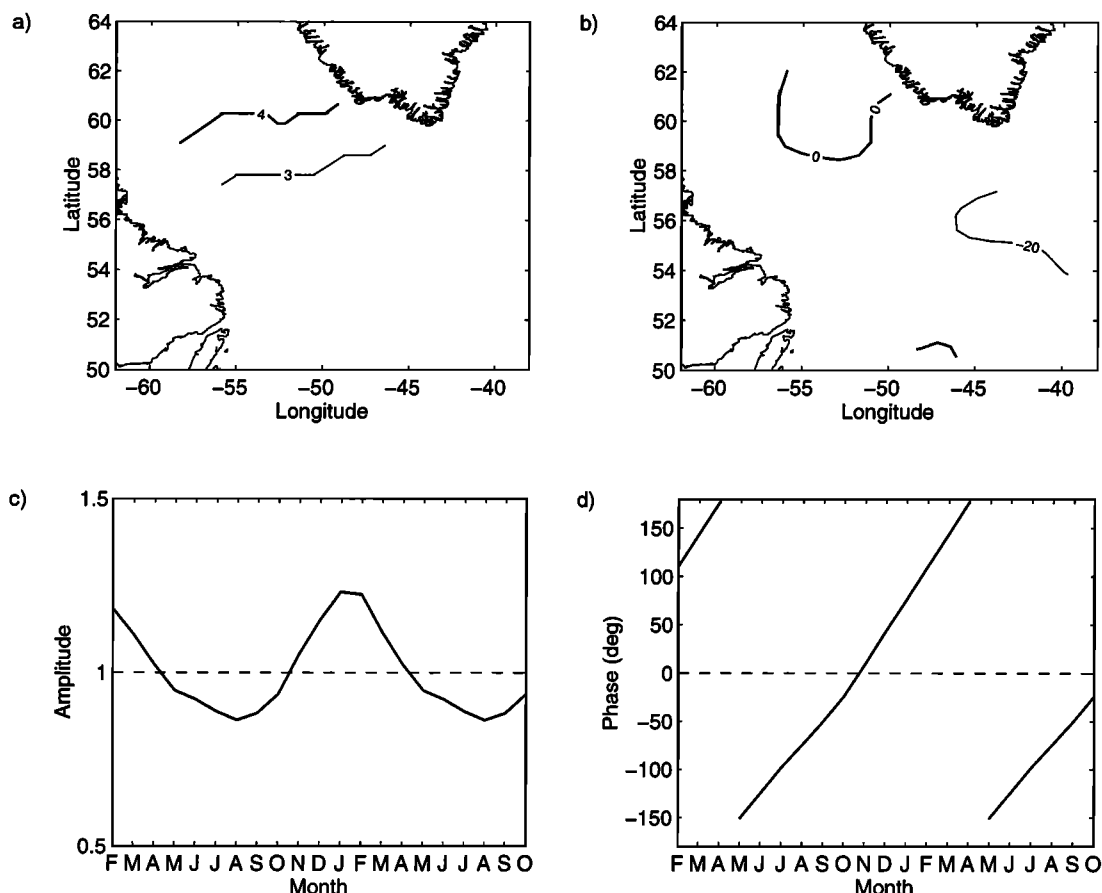 a)
64
62
60
58
56
54
52
50
Latitude
4
3
−60 −55 −50 −45 −40
Longitude
b)
64
62
60
58
56
54
52
50
Latitude
0
0
−20
−60 −55 −50 −45 −40
Longitude
c)
1.5
1
0.5
Amplitude
F M A M J J A S O N D J F M A M J J A S O
Month
d)
150
100
50
0
−50
−100
−150
Phase (deg)
F M A M J J A S O N D J F M A M J J A S O
Month